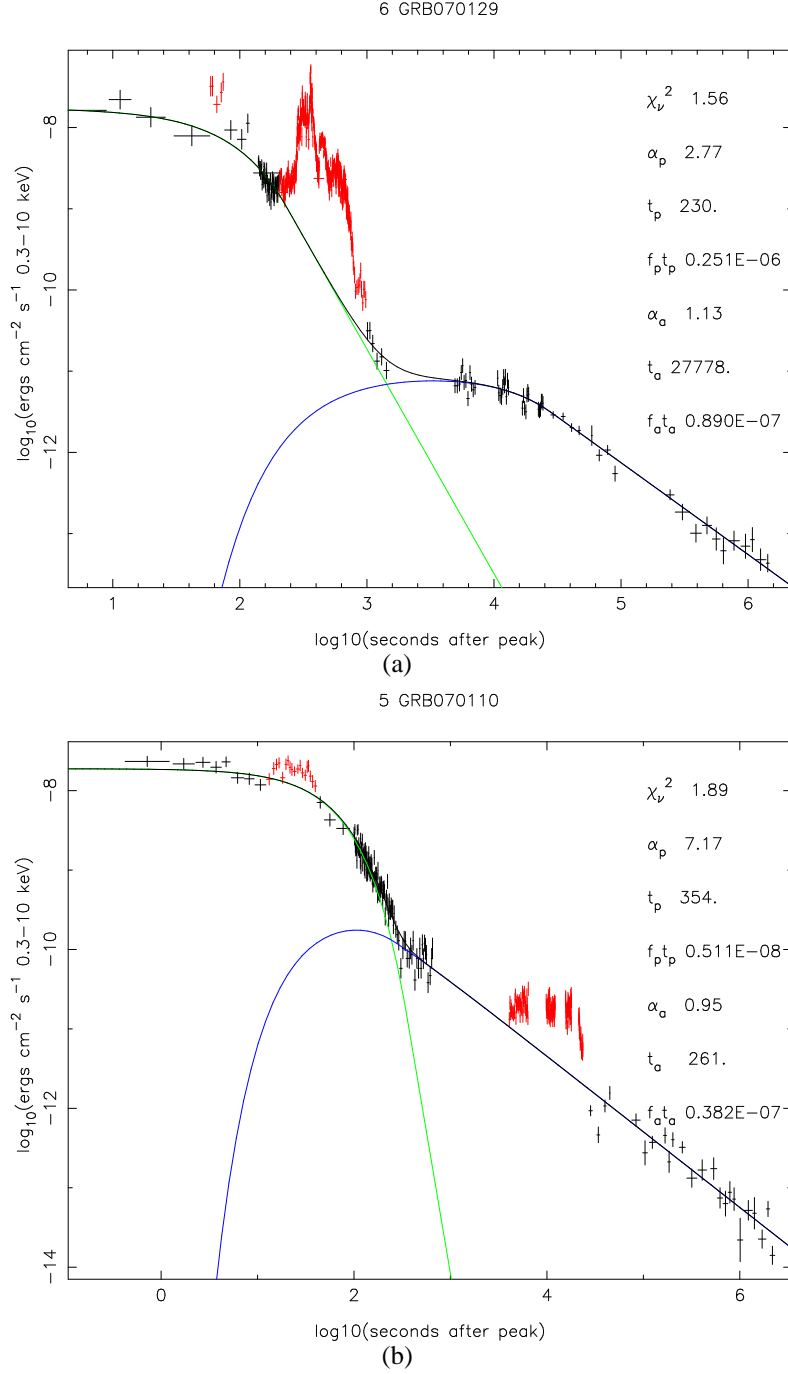 6 GRB070129
log10(ergs cm−2 s−1 0.3−10 keV)
−8
−10
−12
χν2 1.56
αp 2.77
tp 230.
fptp 0.251E−06
αa 1.13
ta 27778.
fata 0.890E−07
1 2 3 4 5 6
log10(seconds after peak)
(a)
5 GRB070110
log10(ergs cm−2 s−1 0.3−10 keV)
−8
−10
−12
−14
χν2 1.89
αp 7.17
tp 354.
fptp 0.511E−08
αa 0.95
ta 261.
fata 0.382E−07
0 2 4 6
log10(seconds after peak)
(b)